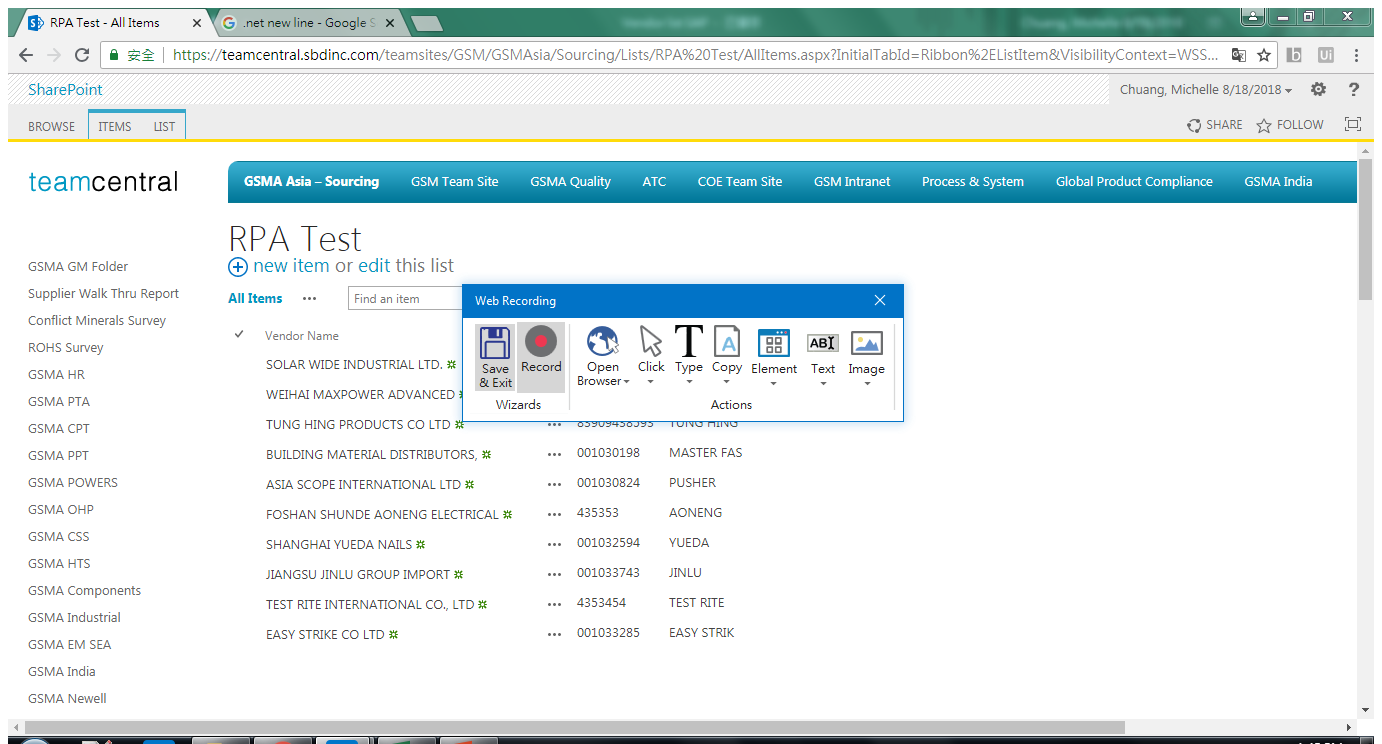 RPA Test - All Items
.net new line - Google S
安全
https://teamcentral.sbdinc.com/teamsites/GSM/GSMAsia/Sourcing/Lists/RPA%20Test/AllItems.aspx?InitialTabId=Ribbon%2EListItem&VisibilityContext=WSS...
SharePoint
Chuang, Michelle 8/18/2018
BROWSE ITEMS LIST
SHARE FOLLOW
teamcentral
GSMA Asia – Sourcing GSM Team Site GSMA Quality ATC COE Team Site GSM Intranet Process & System Global Product Compliance GSMA India
RPA Test
new item or edit this list
All Items ••• Find an item
GSMA GM Folder
Supplier Walk Thru Report
Conflict Minerals Survey
ROHS Survey
GSMA HR
GSMA PTA
GSMA CPT
GSMA PPT
GSMA POWERS
GSMA OHP
GSMA CSS
GSMA HTS
GSMA Components
GSMA Industrial
GSMA EM SEA
GSMA India
GSMA Newell
Web Recording
Save & Exit
Record
Wizards
Open Browser
Click
Type
Copy
Element
Text
Image
Actions
Vendor Name
SOLAR WIDE INDUSTRIAL LTD.
WEIHAI MAXPOWER ADVANCED
TUNG HING PRODUCTS CO LTD ••• 83909438593 TUNG HING
BUILDING MATERIAL DISTRIBUTORS, ••• 001030198 MASTER FAS
ASIA SCOPE INTERNATIONAL LTD ••• 001030824 PUSHER
FOSHAN SHUNDE AONENG ELECTRICAL ••• 435353 AONENG
SHANGHAI YUEDA NAILS ••• 001032594 YUEDA
JIANGSU JINLU GROUP IMPORT ••• 001033743 JINLU
TEST RITE INTERNATIONAL CO., LTD ••• 4353454 TEST RITE
EASY STRIKE CO LTD ••• 001033285 EASY STRIK